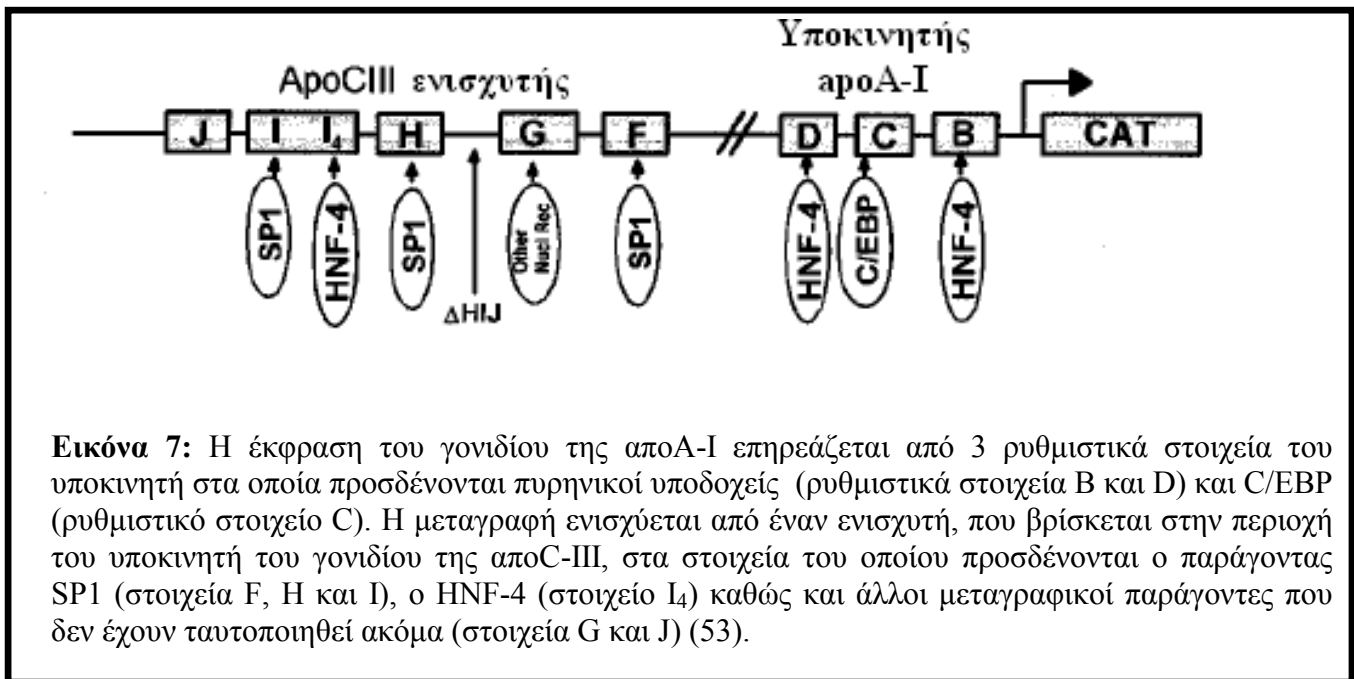 Υποκινητής
ApoCIII ενισχυτής apoA-I
J I I4 H G F D C B CAT
SP1 HNF-4 SP1 Other Nucl Rec SP1 HNF-4 C/EBP HNF-4
ΔHIJ
Εικόνα 7: Η έκφραση του γονιδίου της αποΑ-Ι επηρεάζεται από 3 ρυθμιστικά στοιχεία του
υποκινητή στα οποία προσδένονται πυρηνικοί υποδοχείς (ρυθμιστικά στοιχεία Β και D) και C/EBP
(ρυθμιστικό στοιχείο C). Η μεταγραφή ενισχύεται από έναν ενισχυτή, που βρίσκεται στην περιοχή
του υποκινητή του γονιδίου της αποC-III, στα στοιχεία του οποίου προσδένονται ο παράγοντας
SP1 (στοιχεία F, H και I), ο HNF-4 (στοιχείο I4) καθώς και άλλοι μεταγραφικοί παράγοντες που
δεν έχουν ταυτοποιηθεί ακόμα (στοιχεία G και J) (53).